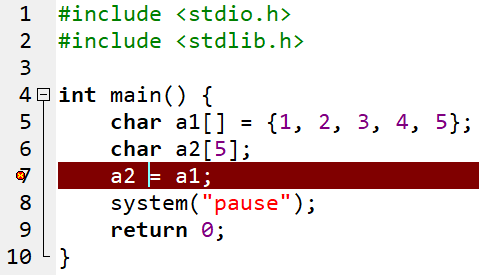 1 #include <stdio.h>
2 #include <stdlib.h>
3
4 int main() {
5 char a1[] = {1, 2, 3, 4, 5};
6 char a2[5];
7 a2 = a1;
8 system("pause");
9 return 0;
10 }